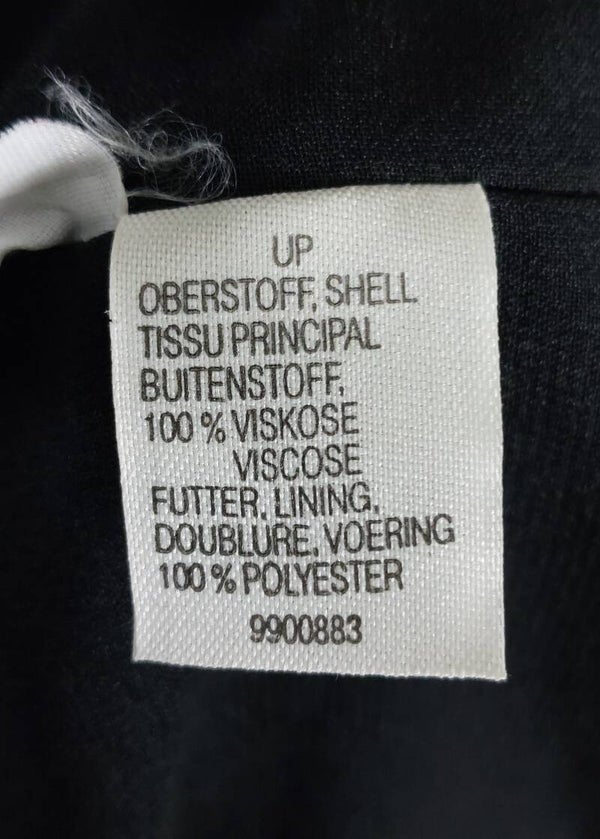 UP
OBERSTOFF, SHELL
TISSU PRINCIPAL
BUITENSTOFF,
100 % VISKOSE
VISCOSE
FUTTER, LINING,
DOUBLURE, VOERING
100 % POLYESTER
9900883